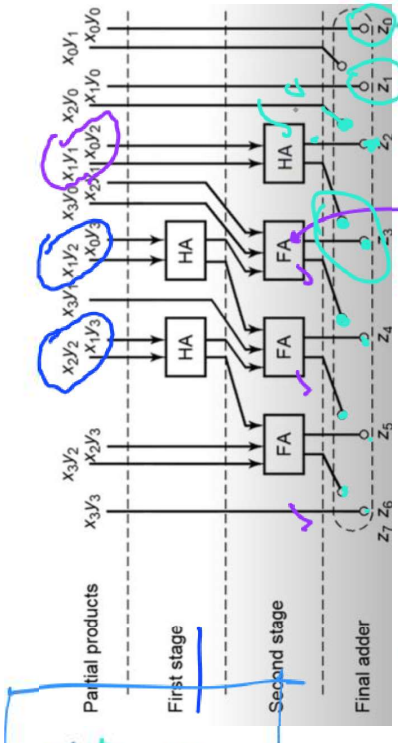 x₃y₂ x₂y₂ x₁y₂ x₃y₀ x₁y₁ x₂y₀ x₀y₁
Partial products x₃y₃ x₂y₃ x₁y₃ x₃y₁ x₀y₃ x₂y₁ x₀y₂ x₁y₀ x₀y₀
First stage HA HA
Second stage FA FA FA HA
Final adder
z₇ z₆ z₅ z₄ z₃ z₂ z₁ z₀